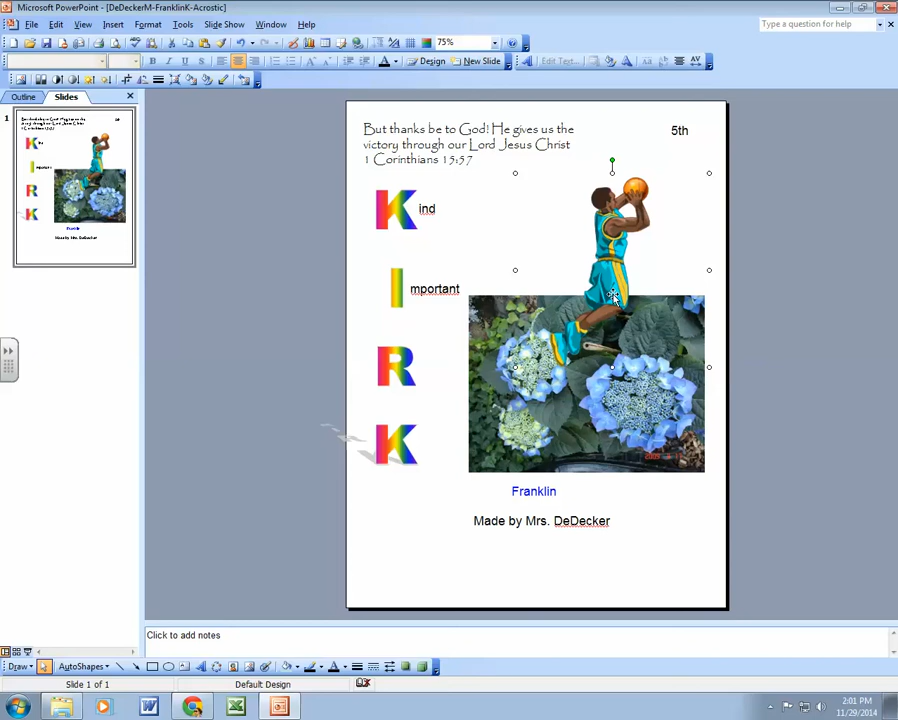 Microsoft PowerPoint - [DeDeckerM-FranklinK-Acrostic]
File Edit View Insert Format Tools Slide Show Window Help
Type a question for help
75%
Design New Slide
Edit Text...
Outline Slides
1
But thanks be to God! He gives us the
victory through our Lord Jesus Christ
1 Corinthians 15:57
5th
K ind
I mportant
R
K
Franklin
Made by Mrs. DeDecker
Click to add notes
Draw AutoShapes
Slide 1 of 1
Default Design
2:01 PM
11/29/2014